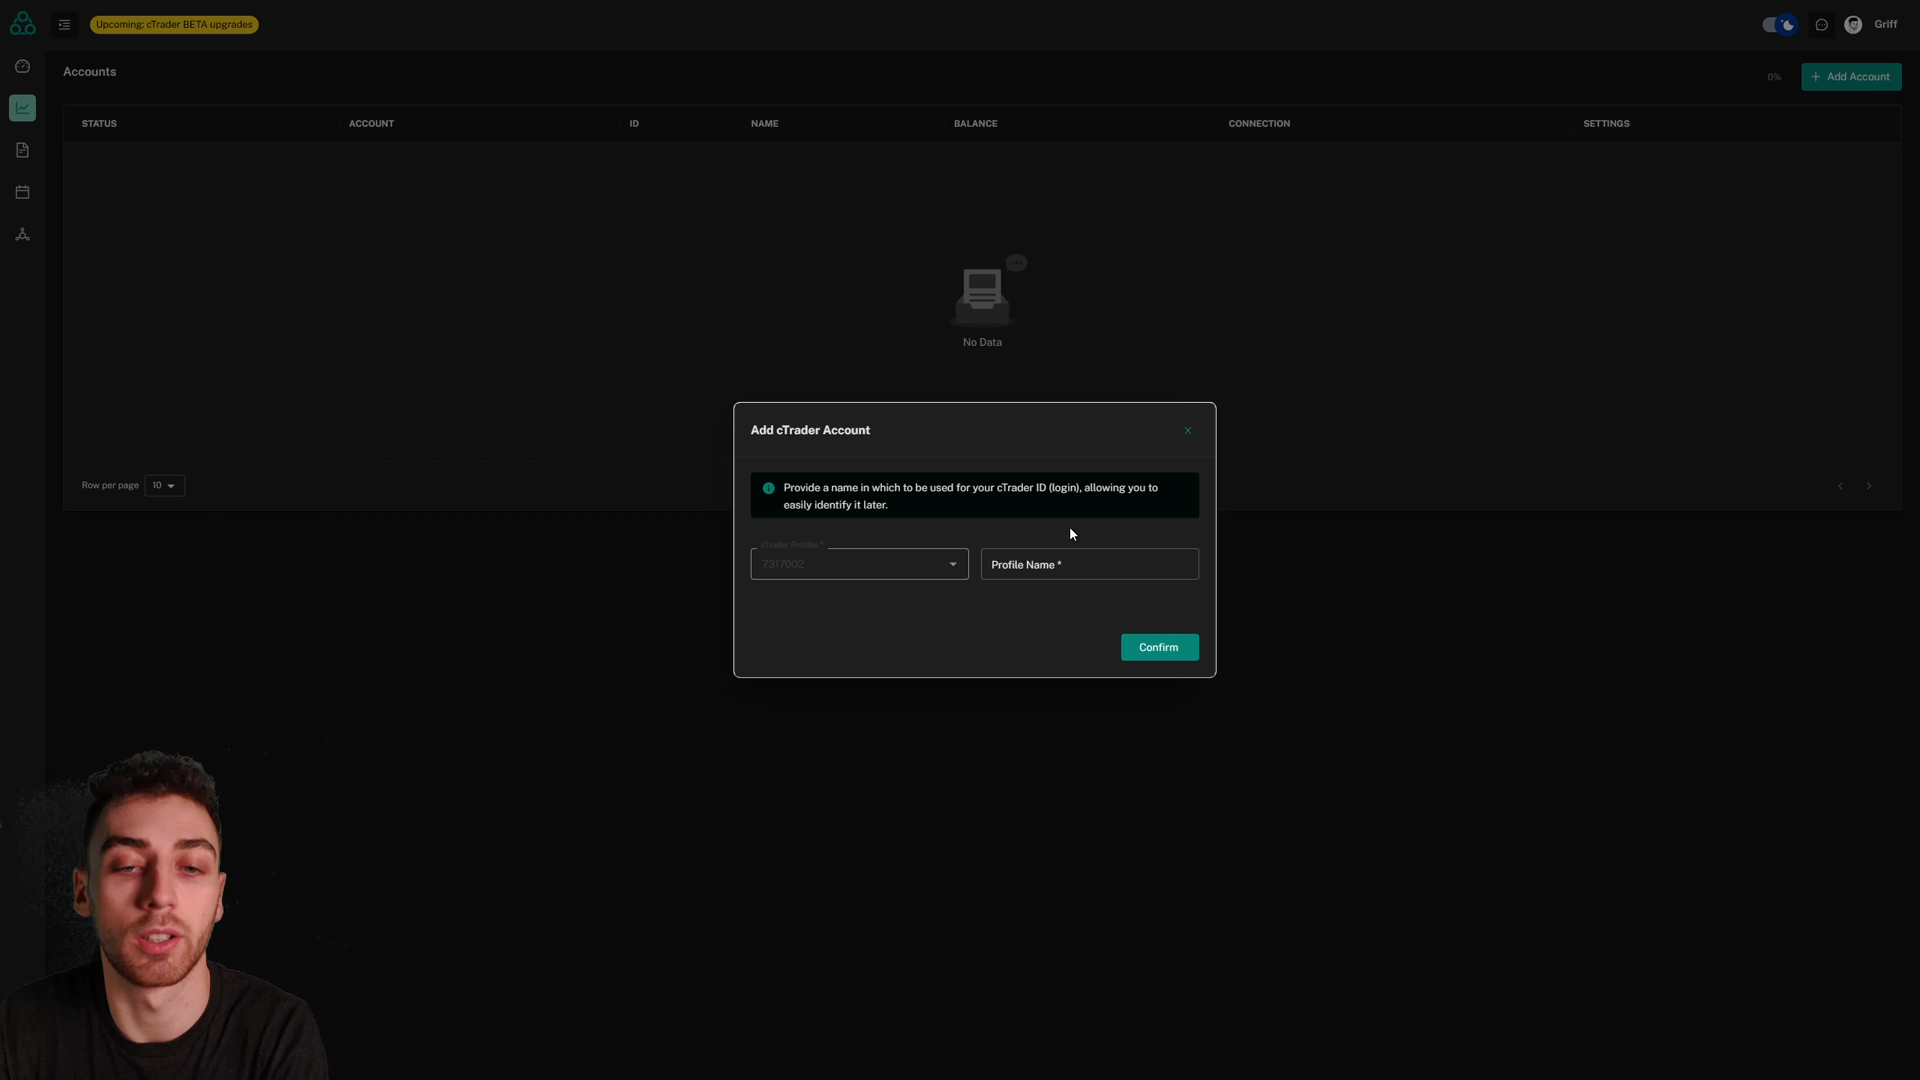 Upcoming: cTrader BETA upgrades
Griff
Accounts
0%
+ Add Account
STATUS
ACCOUNT
ID
NAME
BALANCE
CONNECTION
SETTINGS
No Data
Add cTrader Account
Provide a name in which to be used for your cTrader ID (login), allowing you to
easily identify it later.
cTrader Profiles *
7317002
Profile Name *
Confirm
Row per page
10